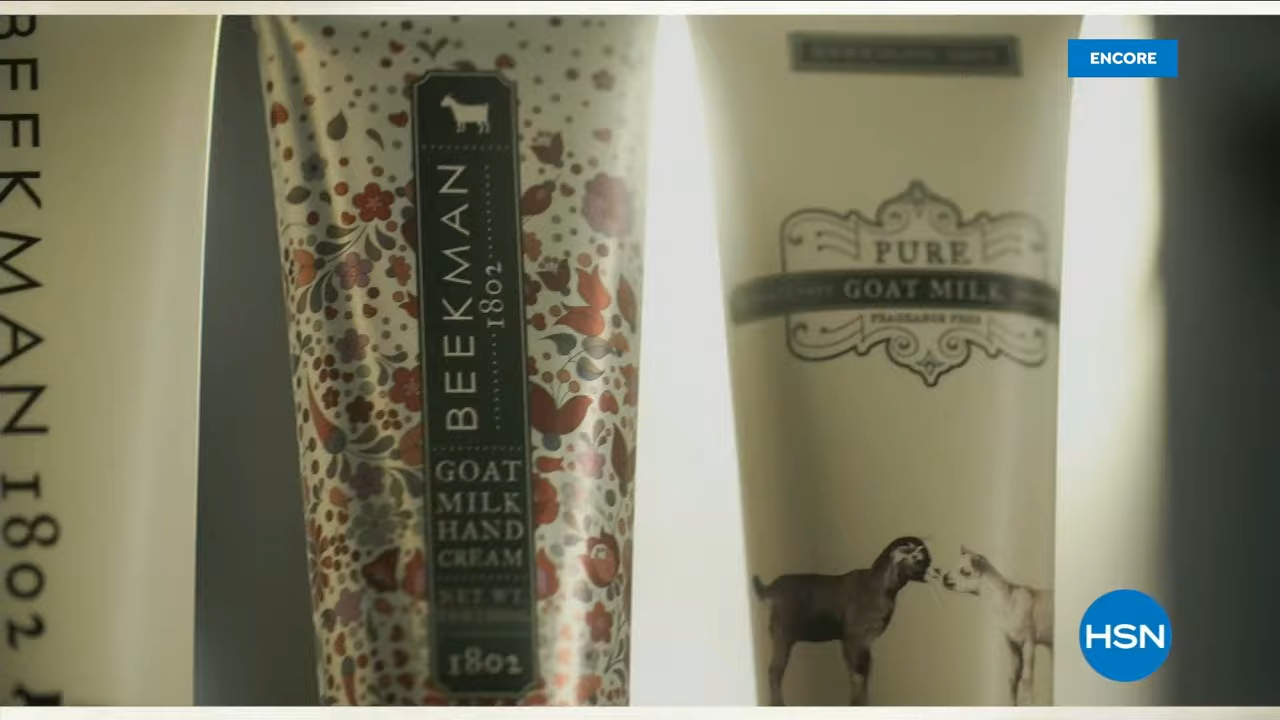 BEEKMAN 1802
BEEKMAN
1802
GOAT
MILK
HAND
CREAM
NET WT
1802
PURE
GOAT MILK
FRAGRANCE FREE
ENCORE
HSN